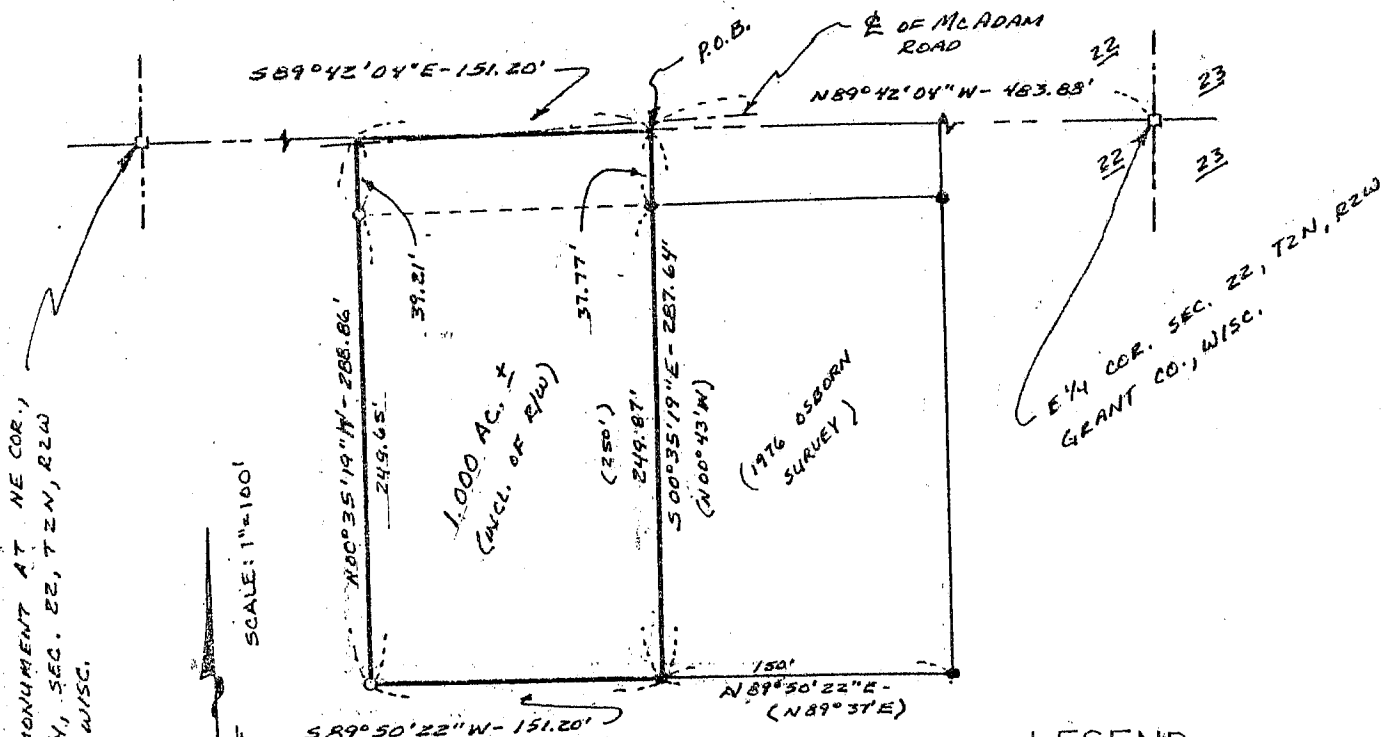 S89°42'04"E-151.20'
P.O.B.
℄ OF McADAM
ROAD
N89°42'04"W-483.88'
22
23
22
23
E 1/4 COR. SEC. 22, T2N, R2W
GRANT CO., WISC.
39.21'
37.77'
N00°35'19"W-288.86'
249.65'
1.000 AC. ±
(INCL. OF R/W)
(250')
249.87'
S00°35'19"E-287.64'
(N00°43'W)
(1976 OSBORN
SURVEY)
MONUMENT AT NE COR.,
SEC. 22, T2N, R2W
WISC.
SCALE: 1"=100'
S89°50'22"W-151.20'
150'
N89°50'22"E-
(N89°37'E)
LEGEND